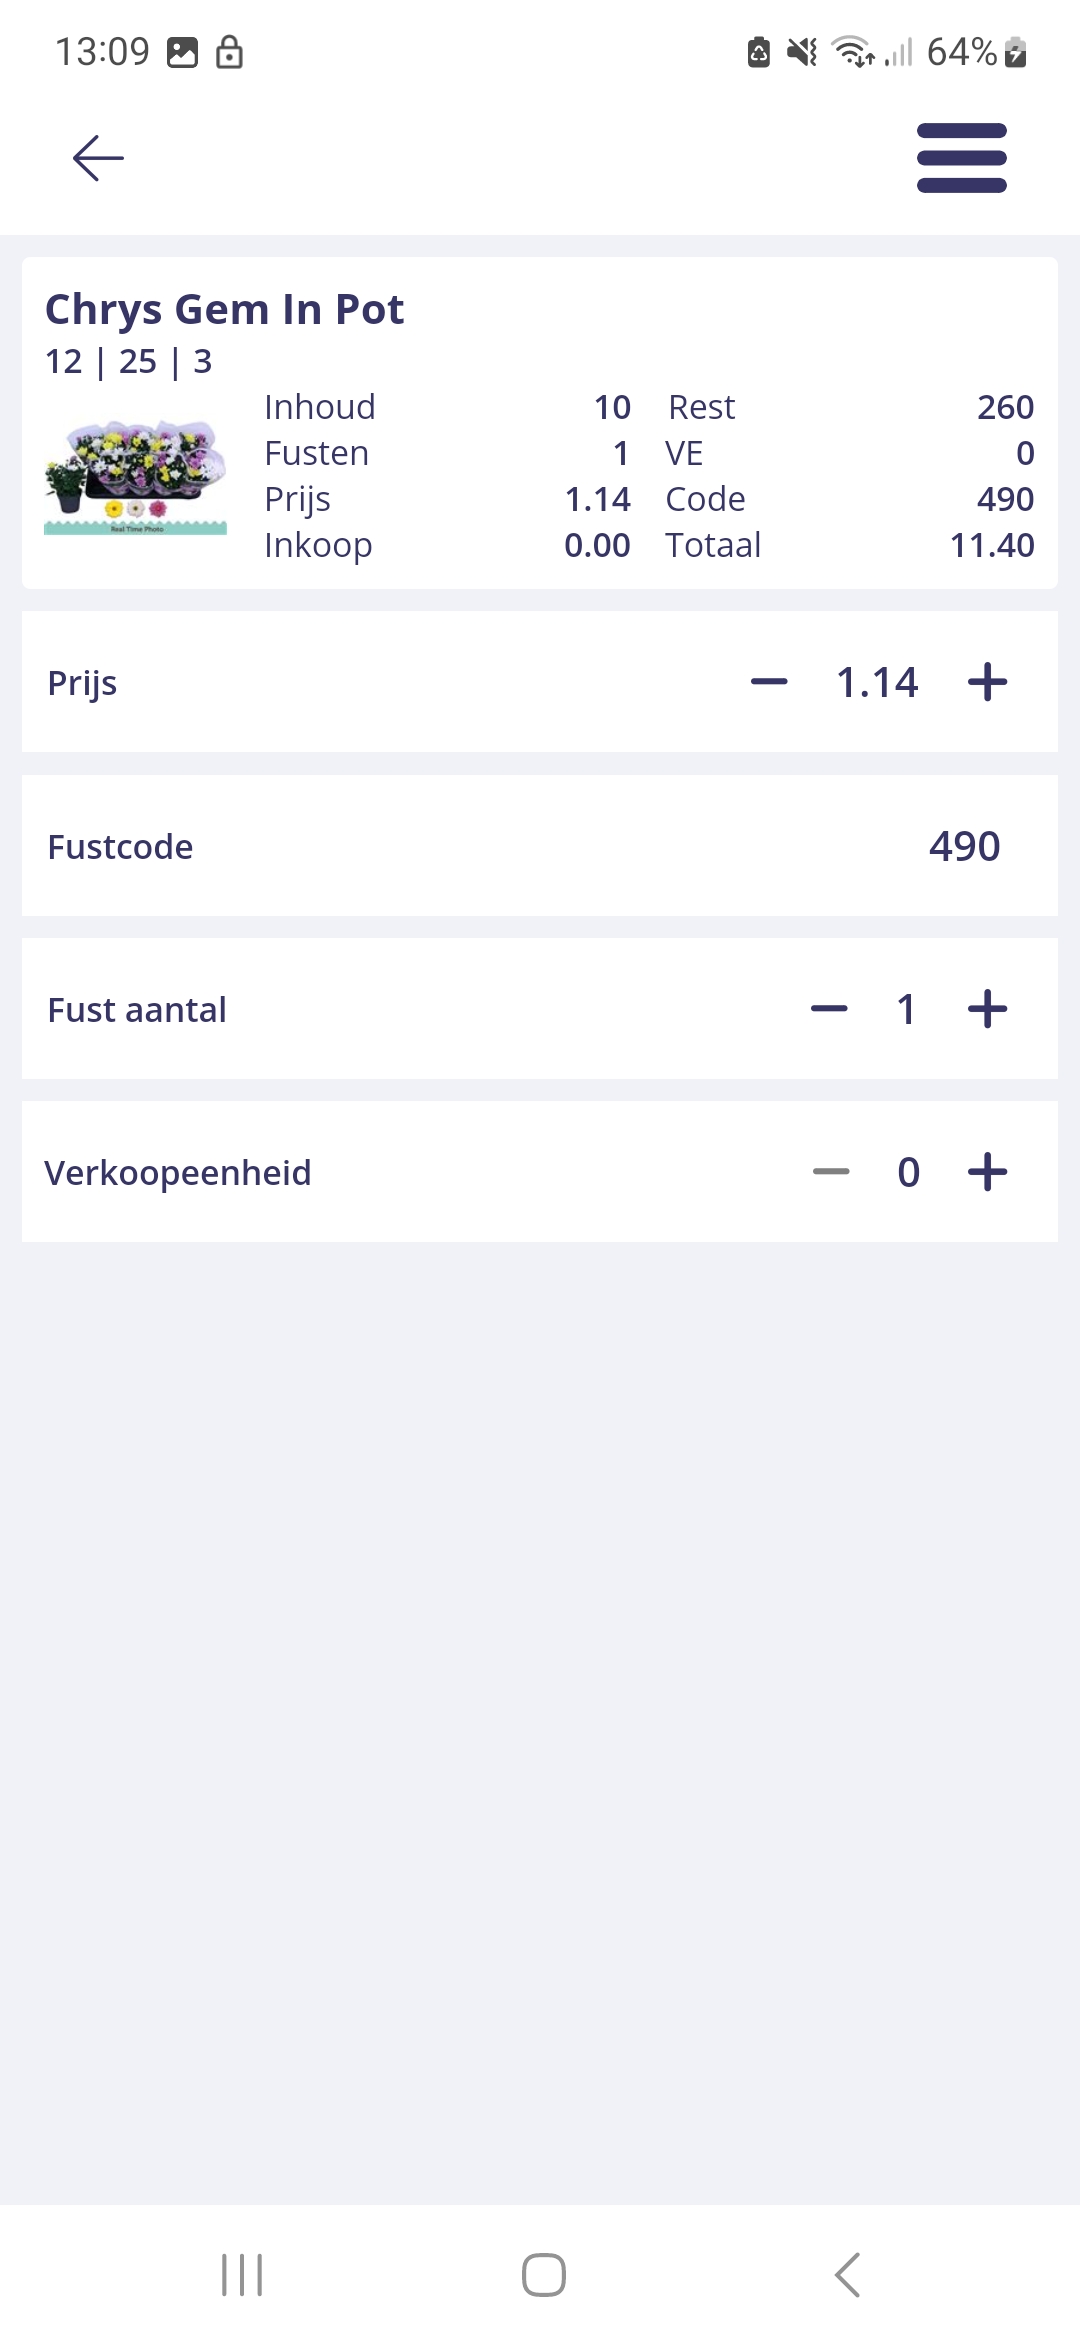 13:09 64%
Chrys Gem In Pot
12 | 25 | 3
Inhoud 10 Rest 260
Fusten 1 VE 0
Prijs 1.14 Code 490
Inkoop 0.00 Totaal 11.40
Real Time Photo
Prijs 1.14
Fustcode 490
Fust aantal 1
Verkoopeenheid 0